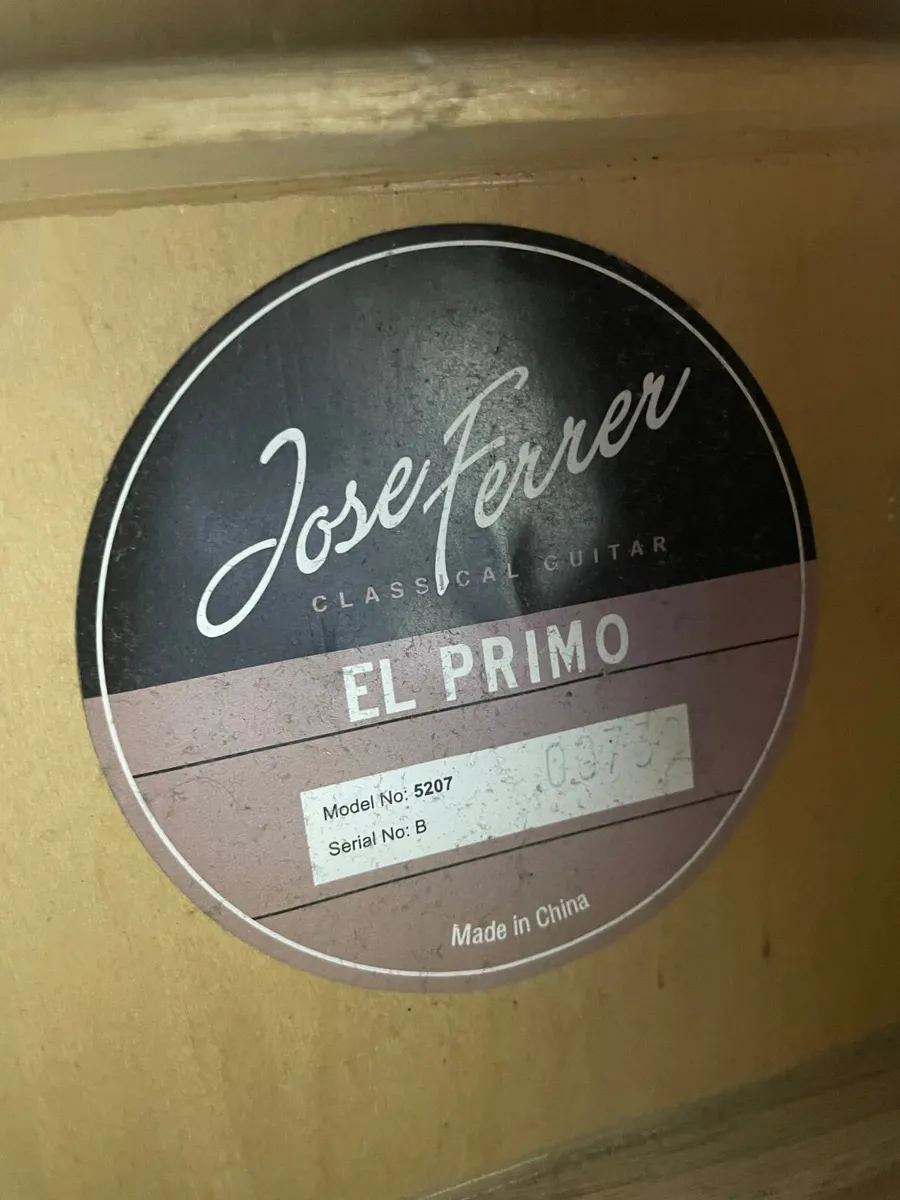 Jose Ferrer
CLASSICAL GUITAR
EL PRIMO
Model No: 5207
Serial No: B
Made in China